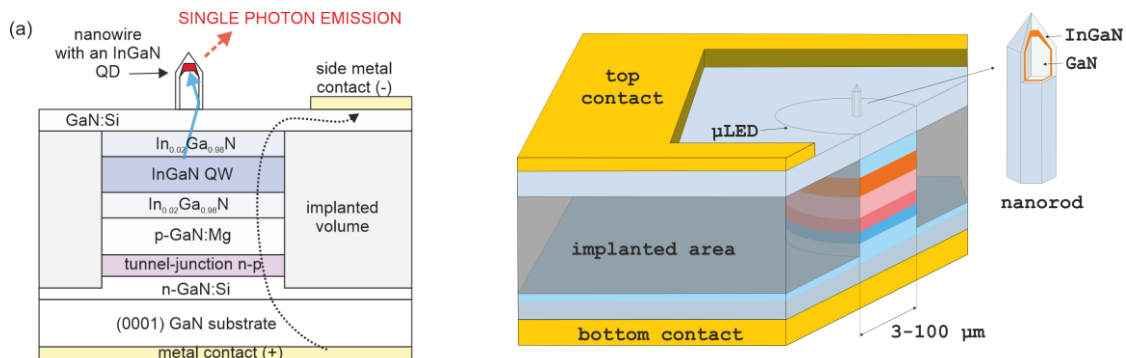 (a)
SINGLE PHOTON EMISSION
nanowire
with an InGaN
QD
side metal
contact (-)
GaN:Si
In0.02Ga0.98N
InGaN QW
In0.02Ga0.98N
implanted
volume
p-GaN:Mg
tunnel-junction n-p
n-GaN:Si
(0001) GaN substrate
metal contact (+)
top
contact
µLED
implanted area
bottom contact
3-100 µm
InGaN
GaN
nanorod